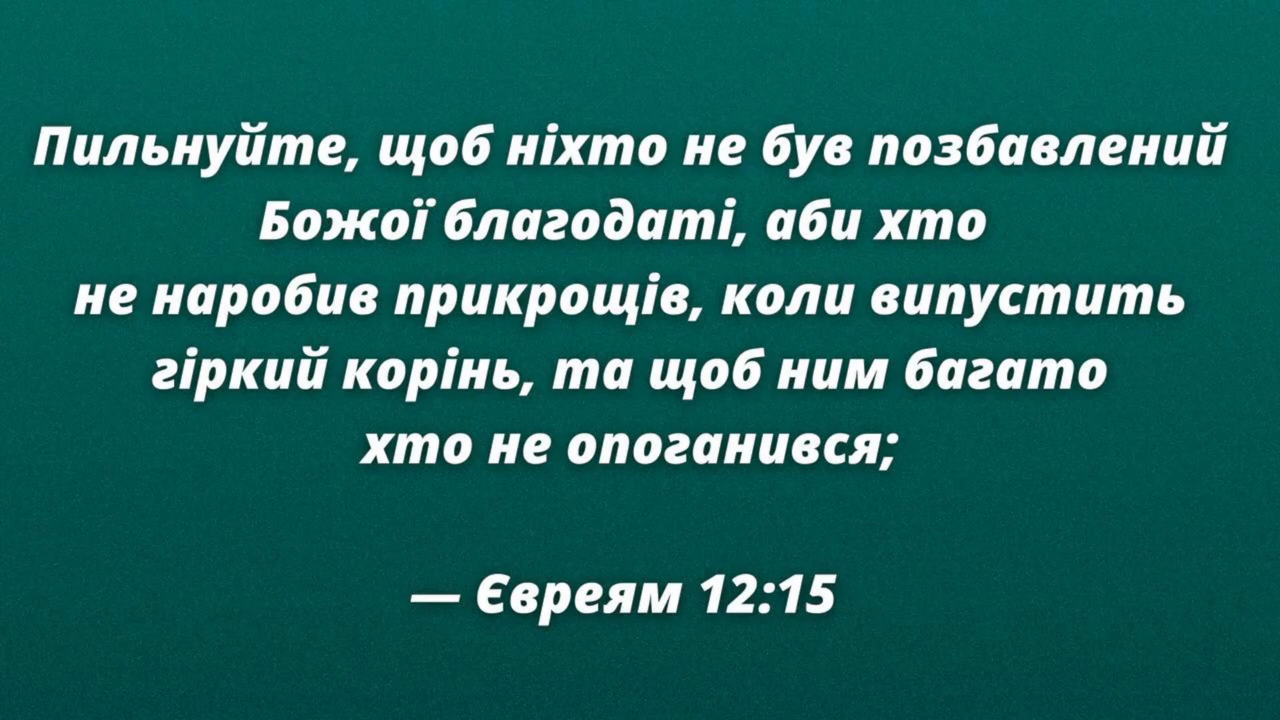 Пильнуйте, щоб ніхто не був позбавлений
Божої благодаті, аби хто
не наробив прикрощів, коли випустить
гіркий корінь, та щоб ним багато
хто не опоганився;
— Євреям 12:15